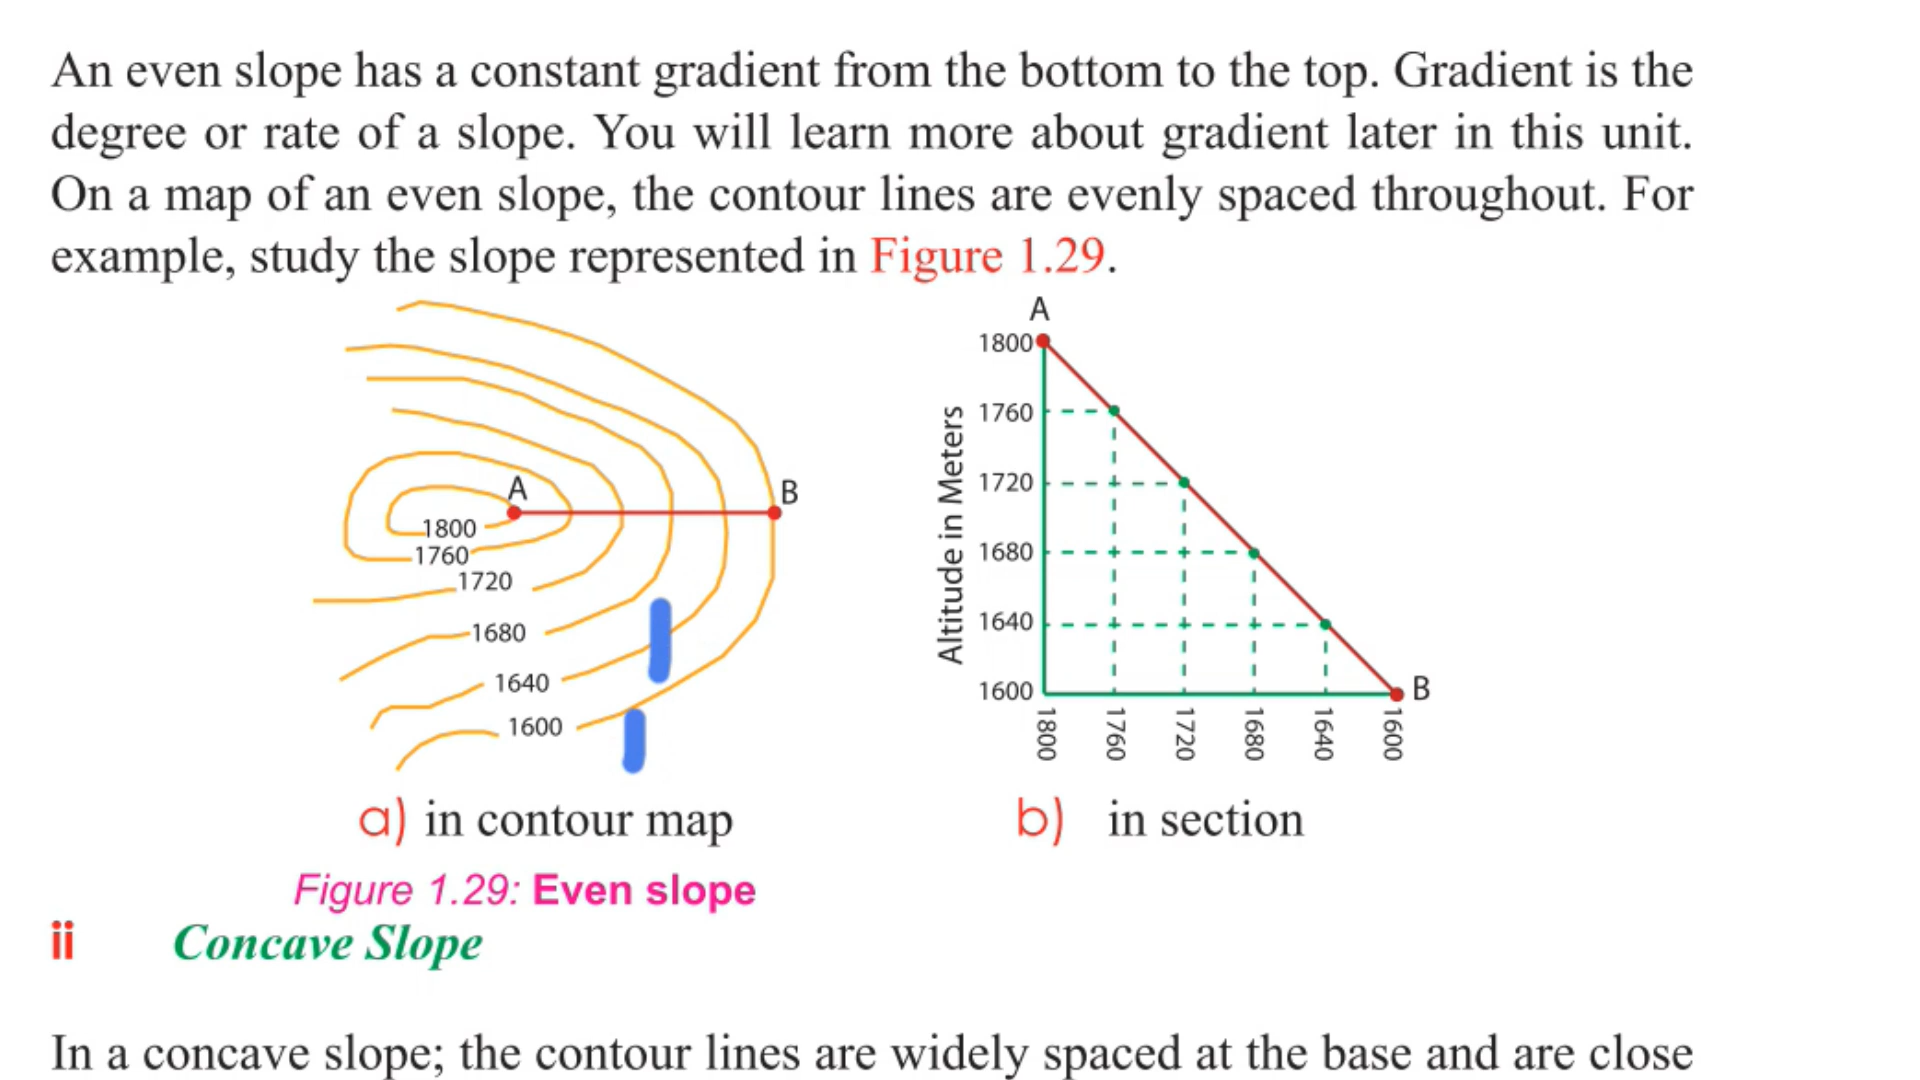 An even slope has a constant gradient from the bottom to the top. Gradient is the
degree or rate of a slope. You will learn more about gradient later in this unit.
On a map of an even slope, the contour lines are evenly spaced throughout. For
example, study the slope represented in Figure 1.29.
A
B
1800
1760
1720
1680
1640
1600
A
1800
1760
1720
1680
1640
1600
Altitude in Meters
B
1800
1760
1720
1680
1640
1600
a) in contour map
b) in section
Figure 1.29: Even slope
ii Concave Slope
In a concave slope; the contour lines are widely spaced at the base and are close